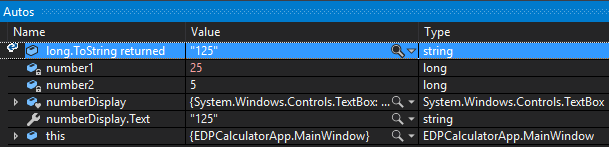 Autos
Name Value Type
long.ToString returned "125" string
number1 25 long
number2 5 long
numberDisplay {System.Windows.Controls.TextBox: ... System.Windows.Controls.TextBox
numberDisplay.Text "125" string
this {EDPCalculatorApp.MainWindow} EDPCalculatorApp.MainWindow